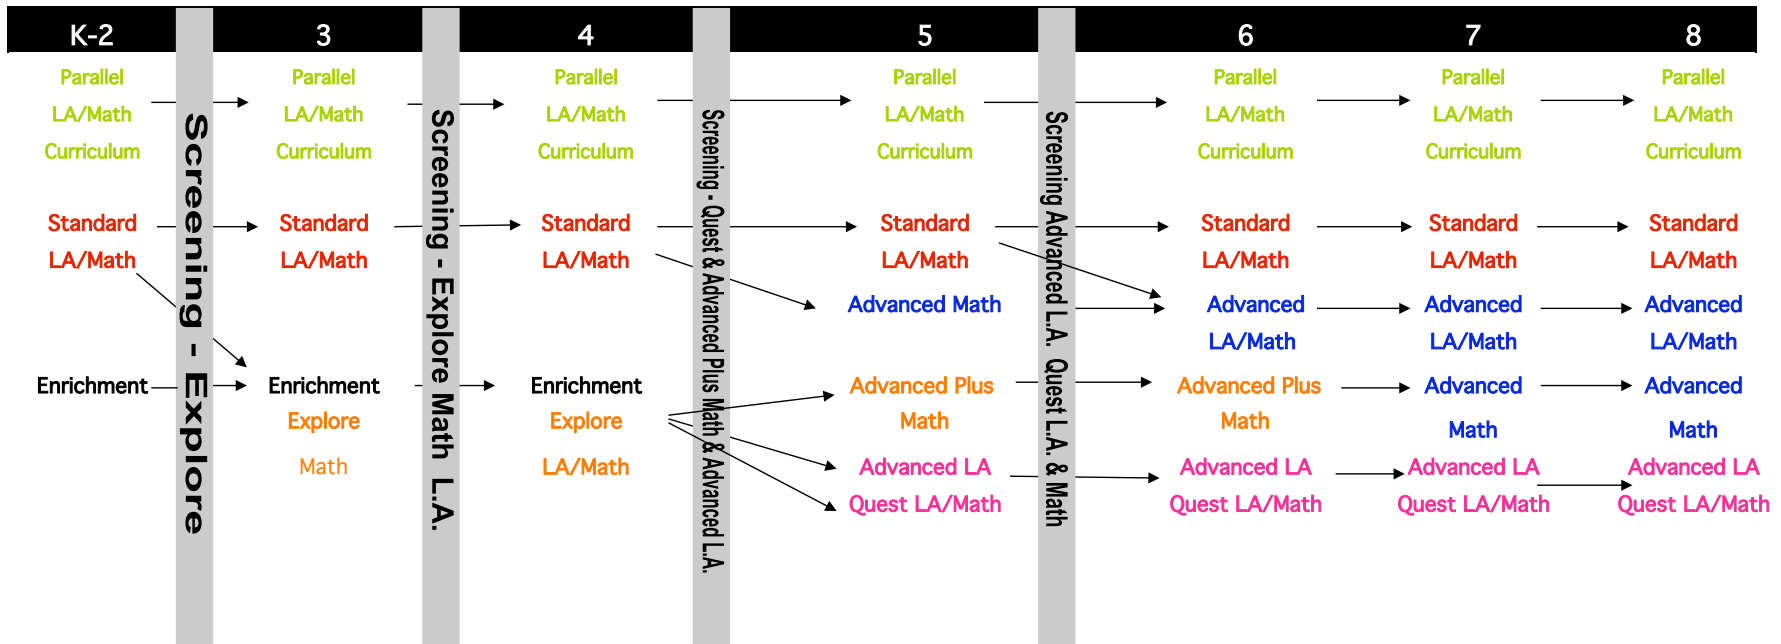 K-2 3 4 5 6 7 8
Parallel Parallel Parallel Parallel Parallel Parallel Parallel
LA/Math LA/Math LA/Math LA/Math LA/Math LA/Math LA/Math
Curriculum Curriculum Curriculum Curriculum Curriculum Curriculum Curriculum
Standard Standard Standard Standard Standard Standard Standard
LA/Math LA/Math LA/Math LA/Math LA/Math LA/Math LA/Math
Advanced Math Advanced Advanced Advanced
LA/Math LA/Math LA/Math
Enrichment Enrichment Enrichment Advanced Plus Advanced Plus Advanced Advanced
Explore Explore Math Math Math Math
Math LA/Math Advanced LA Advanced LA Advanced LA Advanced LA
Quest LA/Math Quest LA/Math Quest LA/Math Quest LA/Math
Screening - Explore
Screening - Explore Math L.A.
Screening - Quest & Advanced Plus Math & Advanced L.A.
Screening Advanced L.A. Quest L.A. & Math